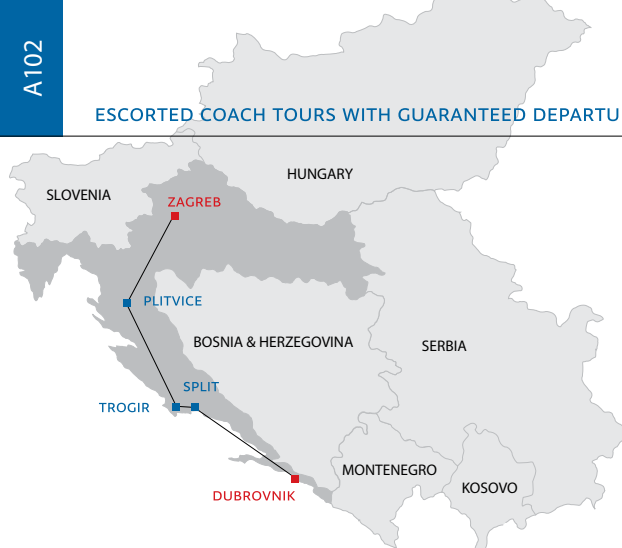 A102
ESCORTED COACH TOURS WITH GUARANTEED DEPARTU
HUNGARY
SLOVENIA
ZAGREB
PLITVICE
BOSNIA & HERZEGOVINA
SERBIA
SPLIT
TROGIR
MONTENEGRO
KOSOVO
DUBROVNIK